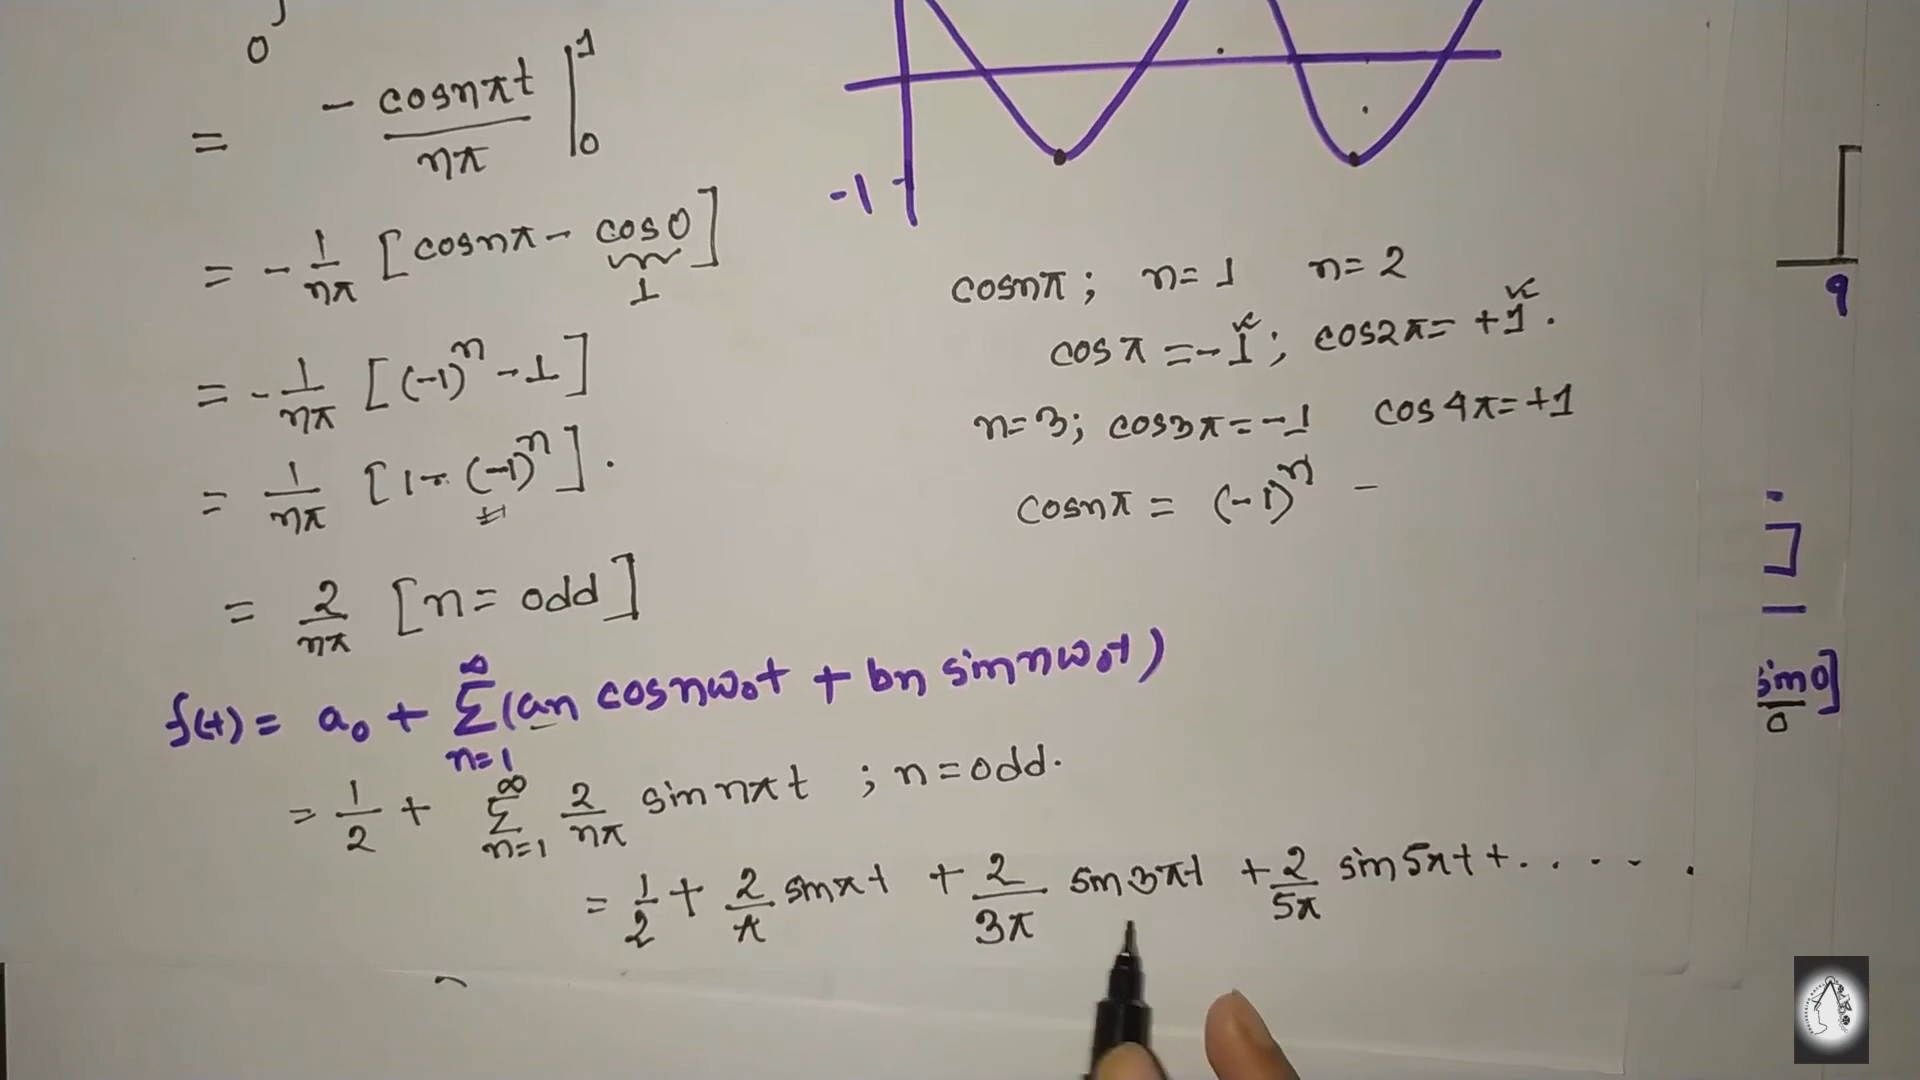 0
= - cosnπt / nπ |₀¹
= - 1/nπ [cosnπ - cos0]
1
= - 1/nπ [(-1)ⁿ - 1]
= 1/nπ [1 - (-1)ⁿ].
= 2/nπ [n = odd]
f(t) = a₀ + Σ_{n=1}^{∞} (an cosnω₀t + bn sinnω₀t)
= 1/2 + Σ_{n=1}^{∞} 2/nπ sinnπt ; n = odd.
= 1/2 + 2/π sinπt + 2/3π sin3πt + 2/5π sin5πt + . . . . .
-1
cosnπ ; n = 1 n = 2
cosπ = -1 ; cos2π = +1.
n=3; cos3π = -1 cos4π = +1
cosnπ = (-1)ⁿ -
9
sin0]
0